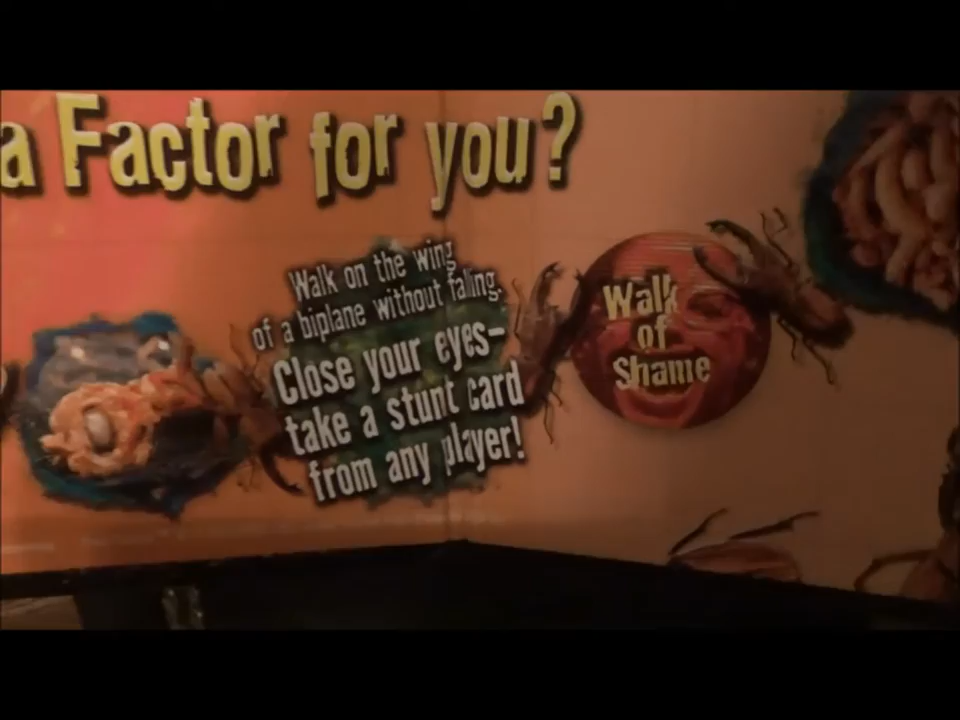 a Factor for you?
Walk on the wing
of a biplane without falling.
Close your eyes–
take a stunt card
from any player!
Walk
of
Shame